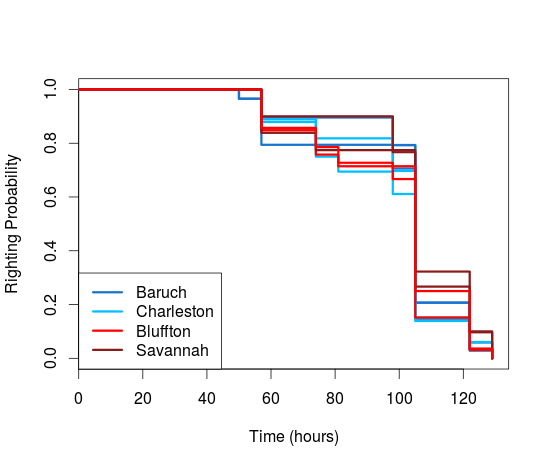 Righting Probability
1.0
0.8
0.6
0.4
0.2
0.0
Baruch
Charleston
Bluffton
Savannah
0 20 40 60 80 100 120
Time (hours)